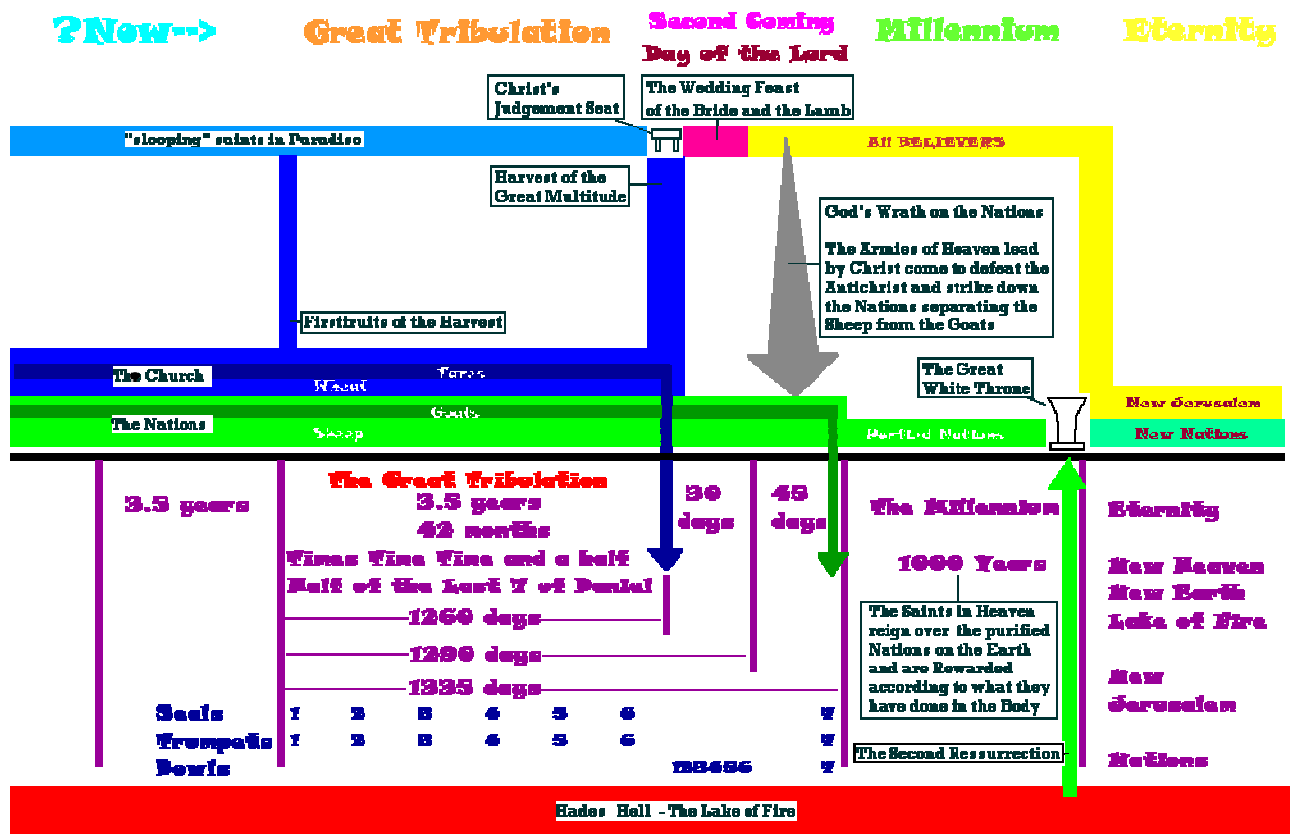 ?Now-->
Great Tribulation
Second Coming
Day of the Lord
Millennium
Eternity
Christ's
Judgement Seat
The Wedding Feast
of the Bride and the Lamb
"sleeping" saints in Paradise
All BELIEVERS
Harvest of the
Great Multitude
God's Wrath on the Nations
The Armies of Heaven lead
by Christ come to defeat the
Antichrist and strike down
the Nations separating the
Sheep from the Goats
Firstfruits of the Harvest
The Church
Tares
Wheat
The Great
White Throne
Goats
The Nations
Sheep
Purified Nations
New Jerusalem
New Nations
The Great Tribulation
3.5 years
3.5 years
42 months
Times Time Time and a half
Half of the Last 7 of Daniel
30
days
45
days
The Millennium
1000 Years
Eternity
New Heaven
New Earth
Lake of Fire
New
Jerusalem
Nations
1260 days
1290 days
1335 days
The Saints in Heaven
reign over the purified
Nations on the Earth
and are Rewarded
according to what they
have done in the Body
Seals 1 2 3 4 5 6 7
Trumpets 1 2 3 4 5 6 7
Bowls 123456 7
The Second Ressurrection
Hades Hell - The Lake of Fire